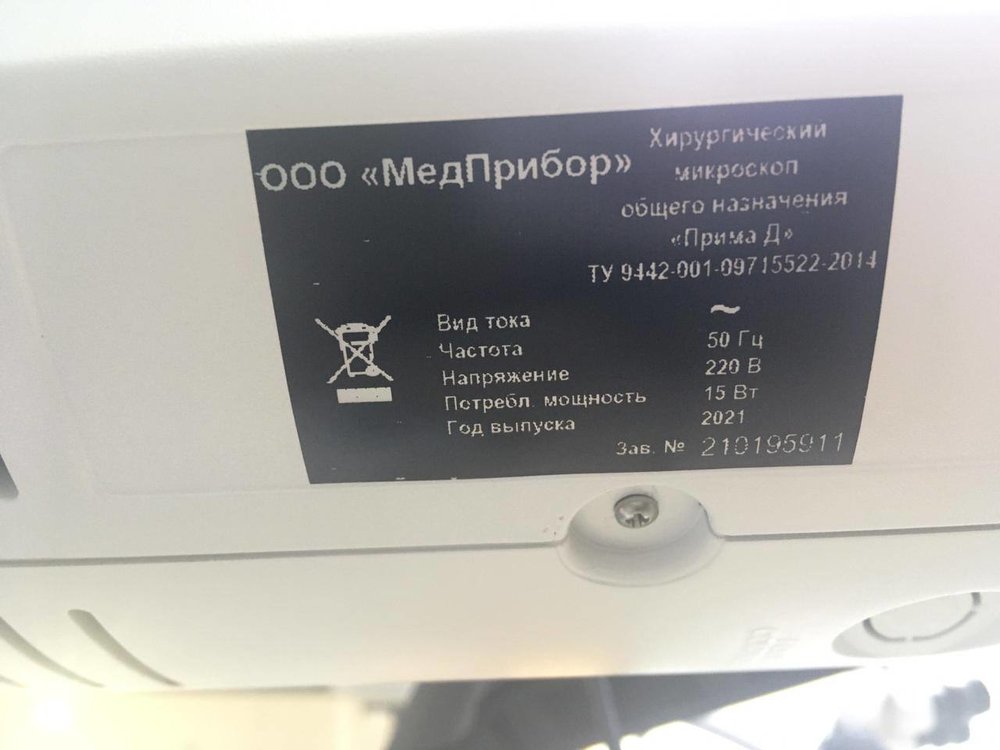 ООО «МедПрибор»
Хирургический
микроскоп
общего назначения
«Прима Д»
ТУ 9442-001-09715522-2014
Вид тока ~
Частота 50 Гц
Напряжение 220 В
Потребл. мощность 15 Вт
Год выпуска 2021
Зав. № 210195911